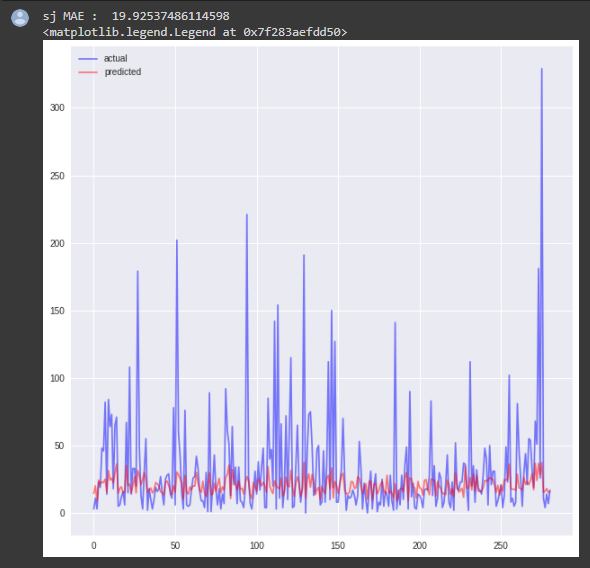 sj MAE :  19.92537486114598
<matplotlib.legend.Legend at 0x7f283aefdd50>
actual
predicted
300
250
200
150
100
50
0
0 50 100 150 200 250